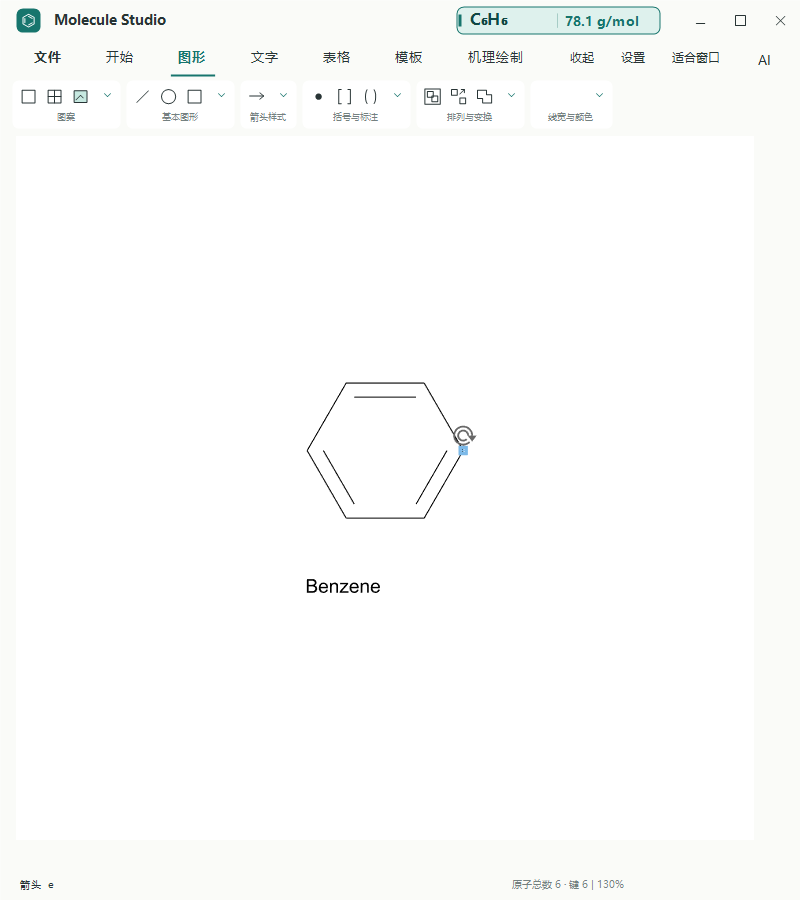 Molecule Studio
C₆H₆ 78.1 g/mol
文件 开始 图形 文字 表格 模板 机理绘制 收起 设置 适合窗口 AI
图案 基本图形 箭头样式 括号与标注 排列与变换 线宽与颜色
Benzene
箭头 e 原子总数 6 · 键 6 | 130%